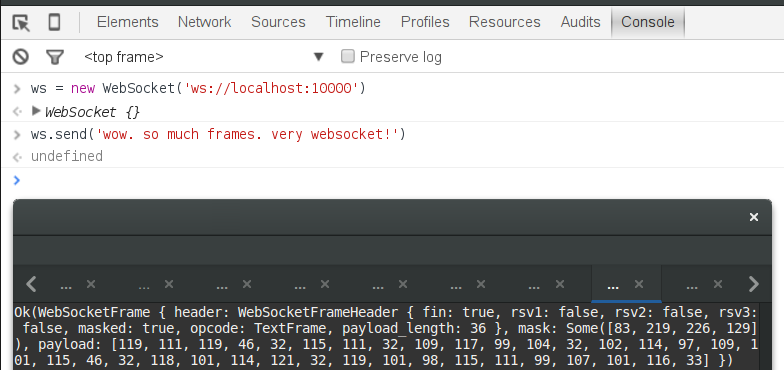 Elements Network Sources Timeline Profiles Resources Audits Console
<top frame> ▼ Preserve log
> ws = new WebSocket('ws://localhost:10000')
< ▶ WebSocket {}
> ws.send('wow. so much frames. very websocket!')
< undefined
>
... × ... × ... × ... × ... × ... × ... × ... × ... ×
Ok(WebSocketFrame { header: WebSocketFrameHeader { fin: true, rsv1: false, rsv2: false, rsv3:
 false, masked: true, opcode: TextFrame, payload_length: 36 }, mask: Some([83, 219, 226, 129]
), payload: [119, 111, 119, 46, 32, 115, 111, 32, 109, 117, 99, 104, 32, 102, 114, 97, 109, 1
01, 115, 46, 32, 118, 101, 114, 121, 32, 119, 101, 98, 115, 111, 99, 107, 101, 116, 33] })